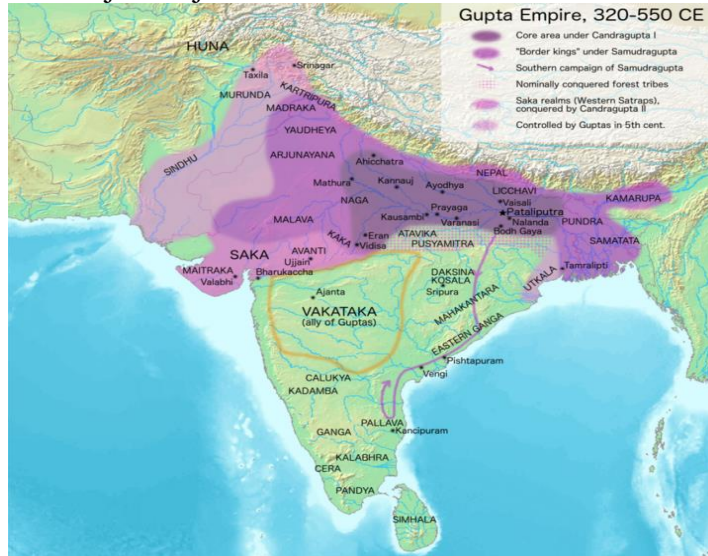 Gupta Empire, 320-550 CE
Core area under Candragupta I
"Border kings" under Samudragupta
Southern campaign of Samudragupta
Nominally conquered forest tribes
Saka realms (Western Satraps),
conquered by Candragupta II
Controlled by Guptas in 5th cent.
HUNA
Srinagar
Taxila
MURUNDA
KARTRIPURA
MADRAKA
YAUDHEYA
ARJUNAYANA
SINDHU
Ahicchatra
NEPAL
Mathura
Kannauj
Ayodhya
LICCHAVI
KAMARUPA
NAGA
Vaisali
Prayaga
Pataliputra
MALAVA
Kausambi
Varanasi
Nalanda
PUNDRA
Bodh Gaya
KAKA
Eran
ATAVIKA
SAMATATA
Vidisa
PUSYAMITRA
SAKA
AVANTI
Ujjain
MAITRAKA
Valabhi
Bharukaccha
DAKSINA
KOSALA
Sripura
UTKALA
Tamralipti
Ajanta
MAHAKANTARA
VAKATAKA
(ally of Guptas)
EASTERN GANGA
Pishtapuram
Vengi
CALUKYA
KADAMBA
PALLAVA
GANGA
Kancipuram
KALABHRA
CERA
PANDYA
SIMHALA